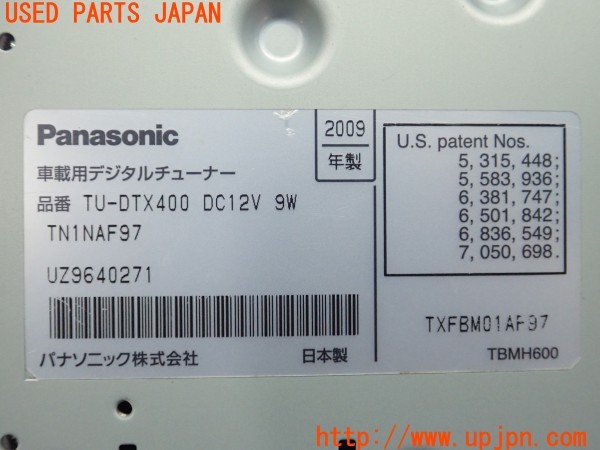 USED PARTS JAPAN
Panasonic
2009
年製
車載用デジタルチューナー
品番 TU-DTX400 DC12V 9W
TN1NAF97
UZ9640271
パナソニック株式会社
日本製
U.S. patent Nos.
5, 315, 448;
5, 583, 936;
6, 381, 747;
6, 501, 842;
6, 836, 549;
7, 050, 698.
TXFBM01AF97
TBMH600
http://www.upjpn.com/